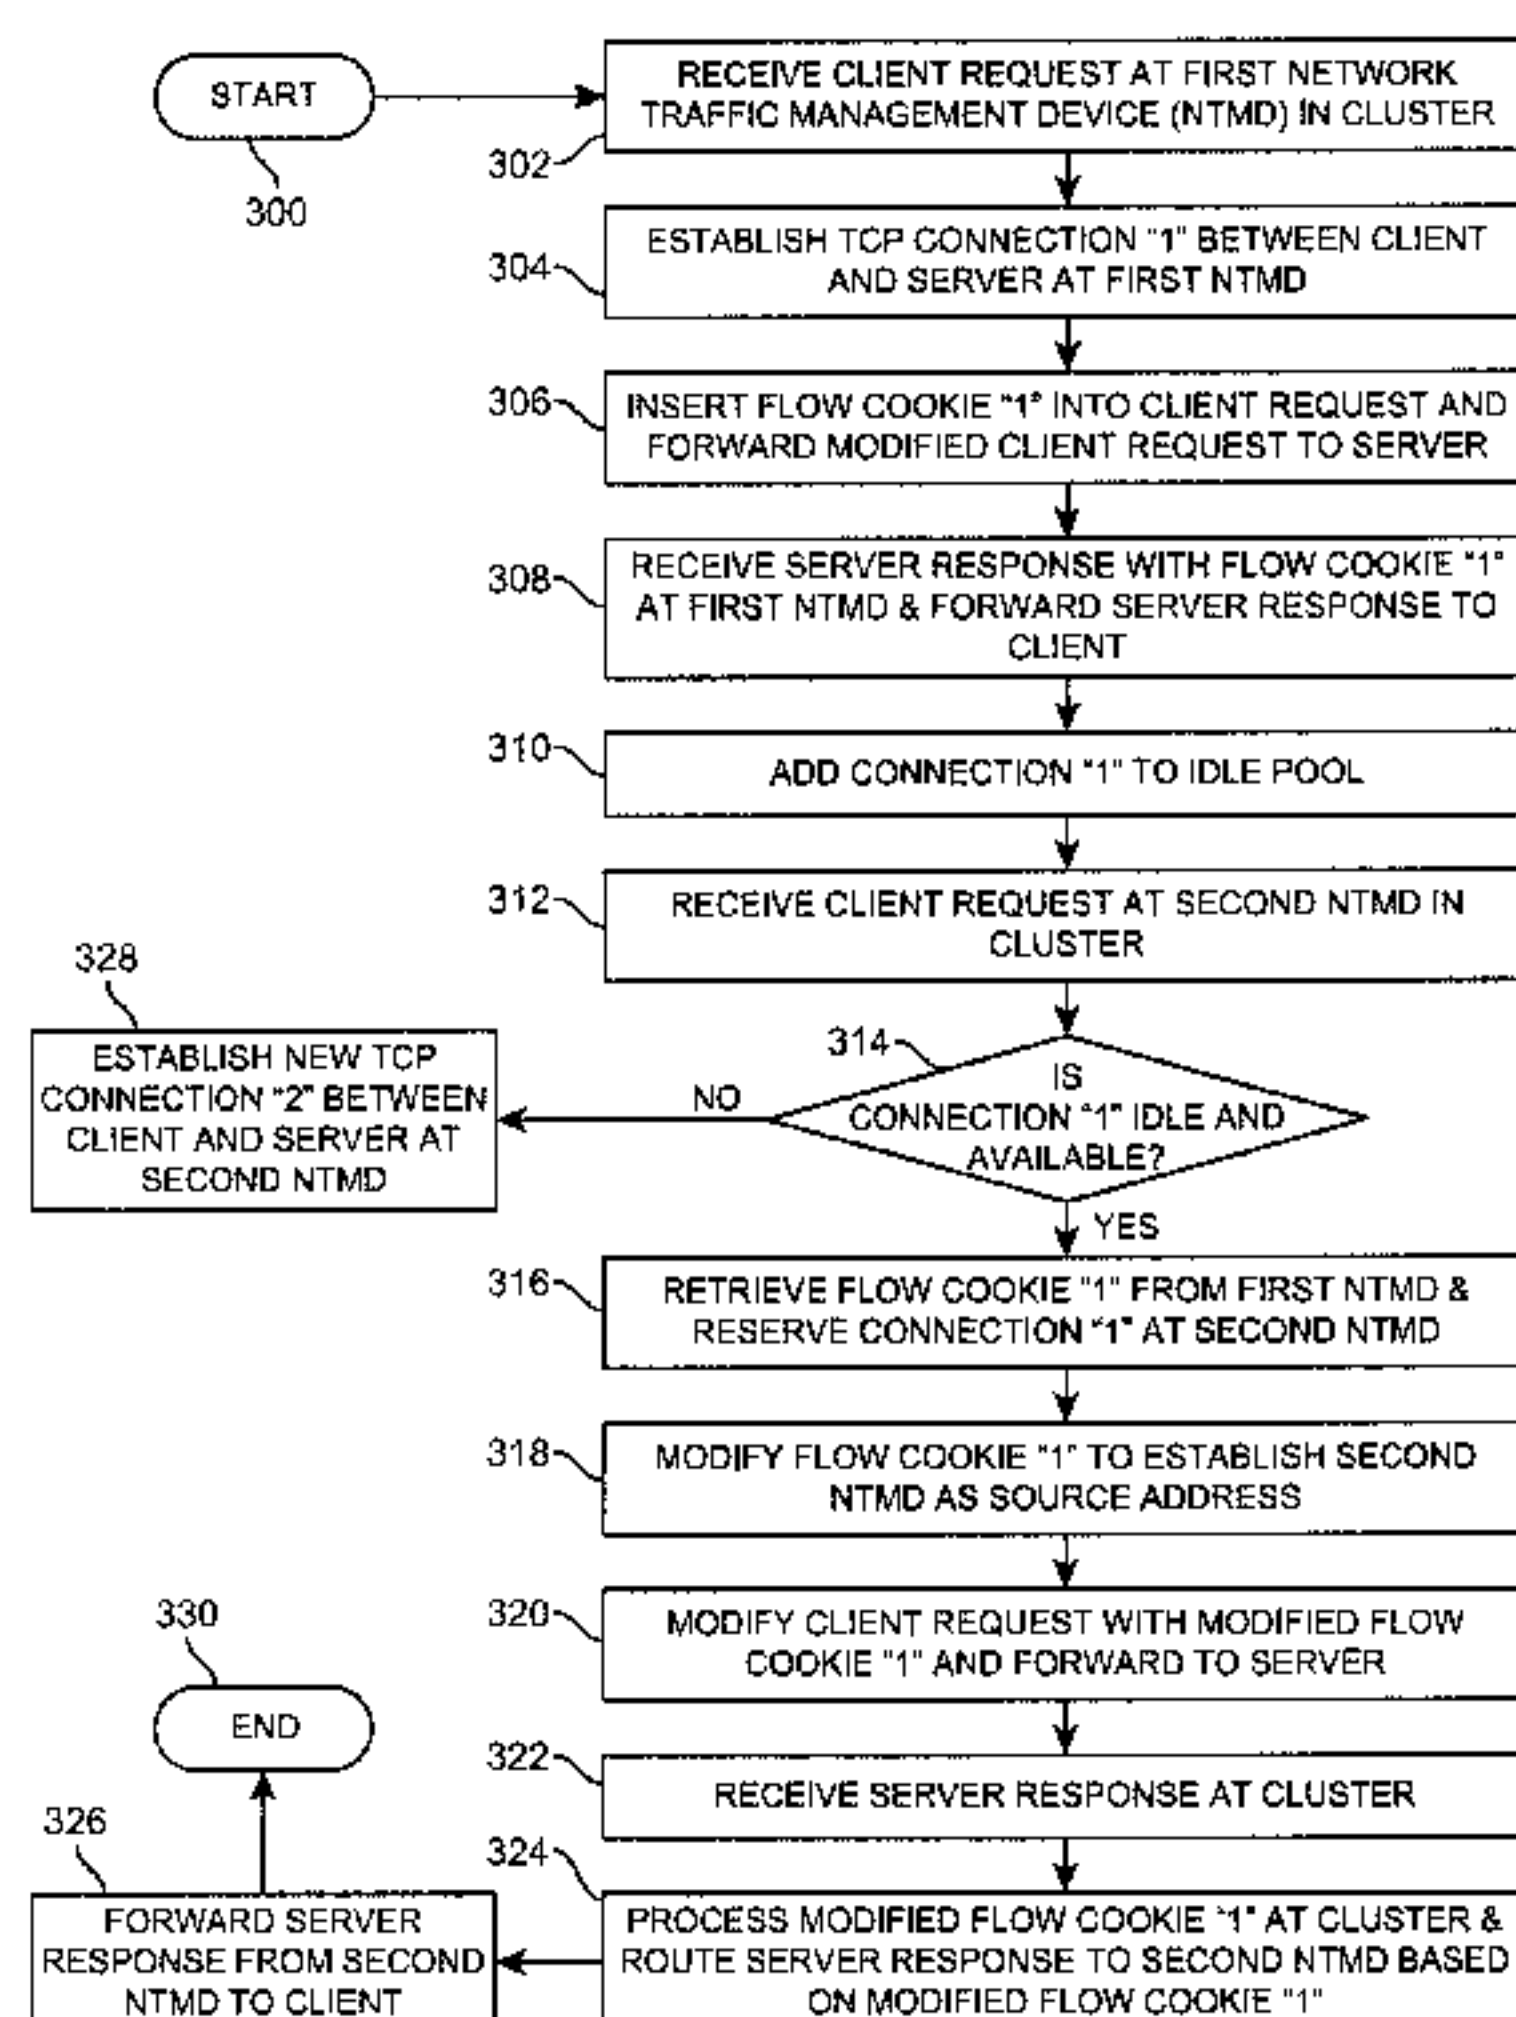 START
300
RECEIVE CLIENT REQUEST AT FIRST NETWORK
TRAFFIC MANAGEMENT DEVICE (NTMD) IN CLUSTER
302
ESTABLISH TCP CONNECTION "1" BETWEEN CLIENT
AND SERVER AT FIRST NTMD
304
INSERT FLOW COOKIE "1" INTO CLIENT REQUEST AND
FORWARD MODIFIED CLIENT REQUEST TO SERVER
306
RECEIVE SERVER RESPONSE WITH FLOW COOKIE "1"
AT FIRST NTMD & FORWARD SERVER RESPONSE TO
CLIENT
308
ADD CONNECTION "1" TO IDLE POOL
310
RECEIVE CLIENT REQUEST AT SECOND NTMD IN
CLUSTER
312
IS
CONNECTION "1" IDLE AND
AVAILABLE?
314
NO
328
ESTABLISH NEW TCP
CONNECTION "2" BETWEEN
CLIENT AND SERVER AT
SECOND NTMD
YES
RETRIEVE FLOW COOKIE "1" FROM FIRST NTMD &
RESERVE CONNECTION "1" AT SECOND NTMD
316
MODIFY FLOW COOKIE "1" TO ESTABLISH SECOND
NTMD AS SOURCE ADDRESS
318
MODIFY CLIENT REQUEST WITH MODIFIED FLOW
COOKIE "1" AND FORWARD TO SERVER
320
RECEIVE SERVER RESPONSE AT CLUSTER
322
PROCESS MODIFIED FLOW COOKIE "1" AT CLUSTER &
ROUTE SERVER RESPONSE TO SECOND NTMD BASED
ON MODIFIED FLOW COOKIE "1"
324
326
FORWARD SERVER
RESPONSE FROM SECOND
NTMD TO CLIENT
330
END